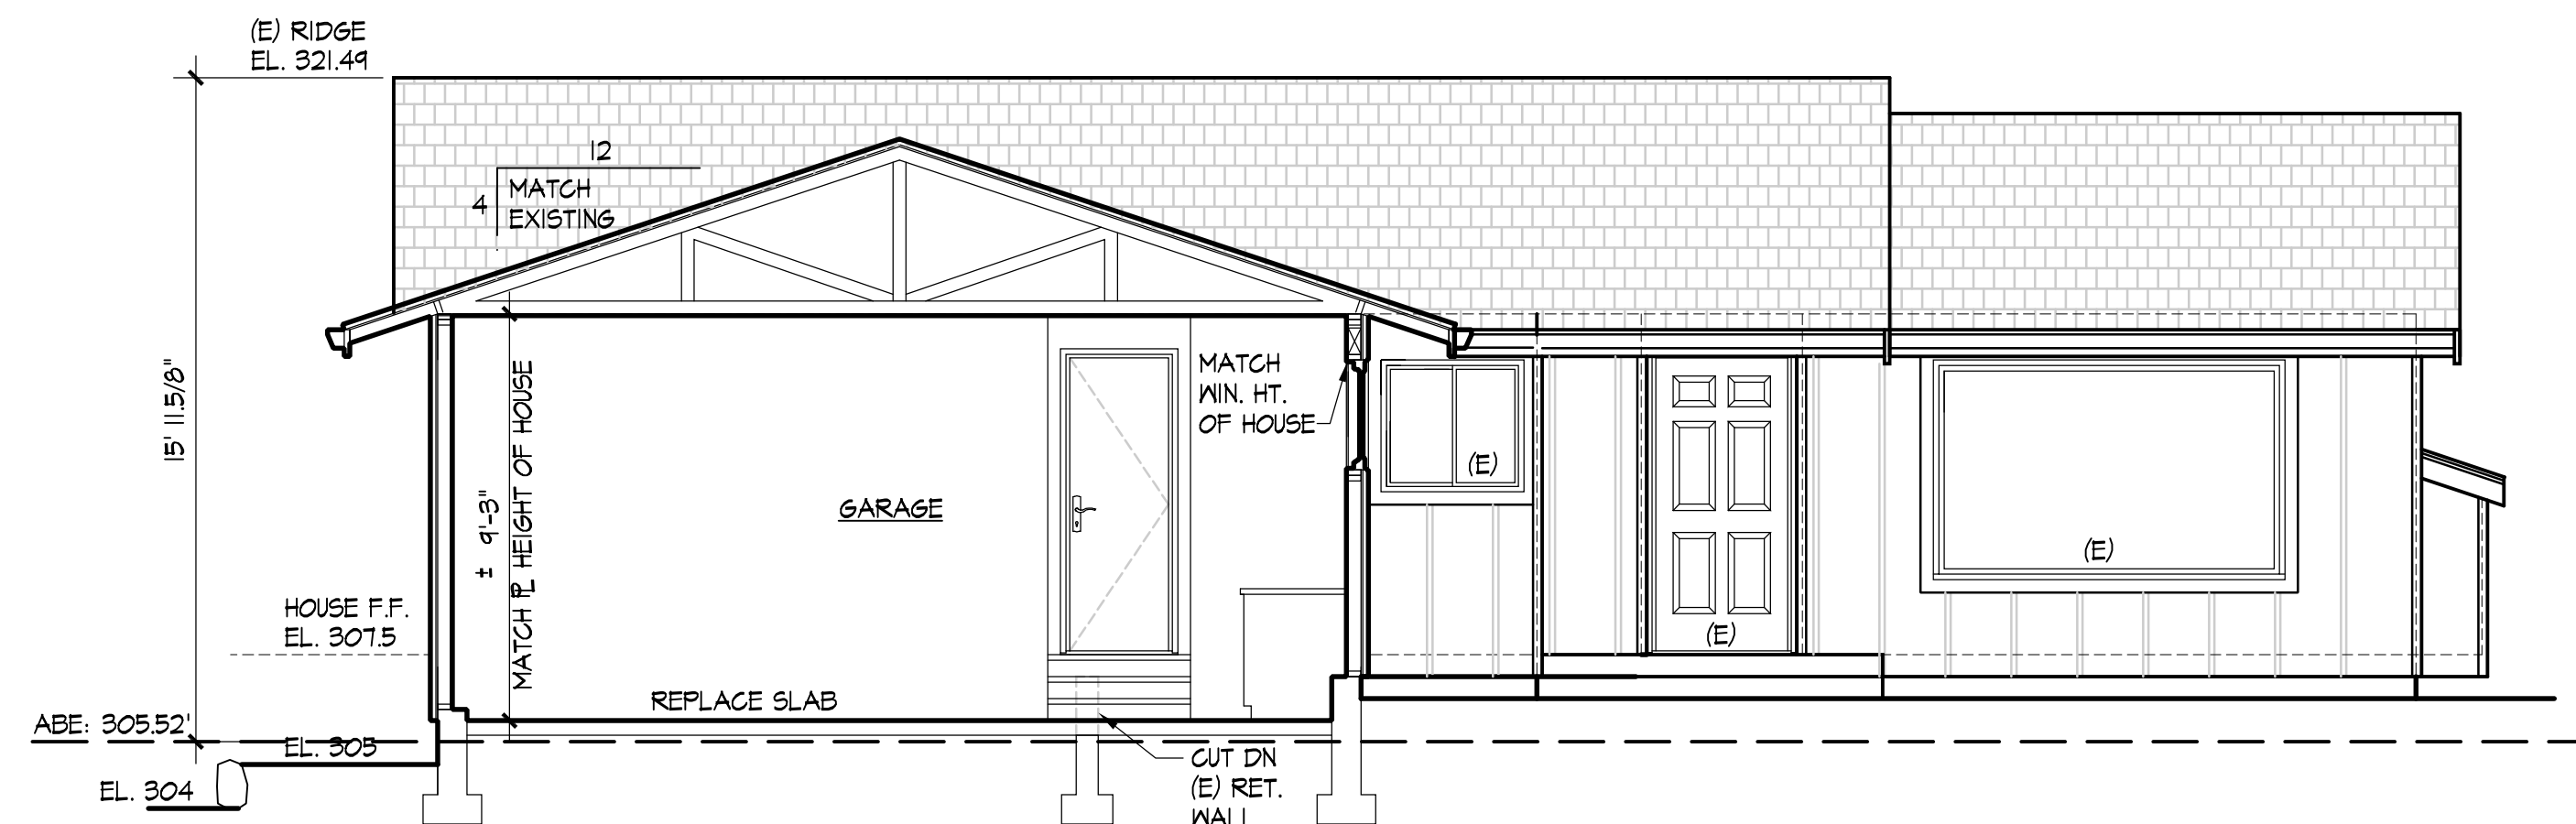 (E) RIDGE
EL. 321.49
12
4
MATCH
EXISTING
15' 11.5/8"
± 9'-3"
MATCH PL HEIGHT OF HOUSE
MATCH
WIN. HT.
OF HOUSE
GARAGE
(E)
(E)
(E)
HOUSE F.F.
EL. 307.5
REPLACE SLAB
ABE: 305.52'
EL. 305
EL. 304
CUT DN
(E) RET.
WALL